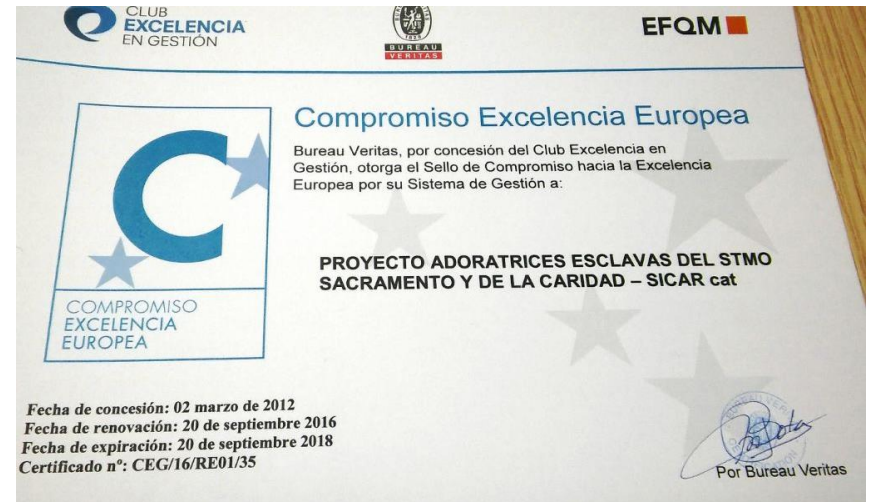 CLUB
EXCELENCIA
EN GESTIÓN
BUREAU
VERITAS
EFQM
Compromiso Excelencia Europea
Bureau Veritas, por concesión del Club Excelencia en
Gestión, otorga el Sello de Compromiso hacia la Excelencia
Europea por su Sistema de Gestión a:
PROYECTO ADORATRICES ESCLAVAS DEL STMO
SACRAMENTO Y DE LA CARIDAD – SICAR cat
C
COMPROMISO
EXCELENCIA
EUROPEA
Fecha de concesión: 02 marzo de 2012
Fecha de renovación: 20 de septiembre 2016
Fecha de expiración: 20 de septiembre 2018
Certificado nº: CEG/16/RE01/35
Por Bureau Veritas